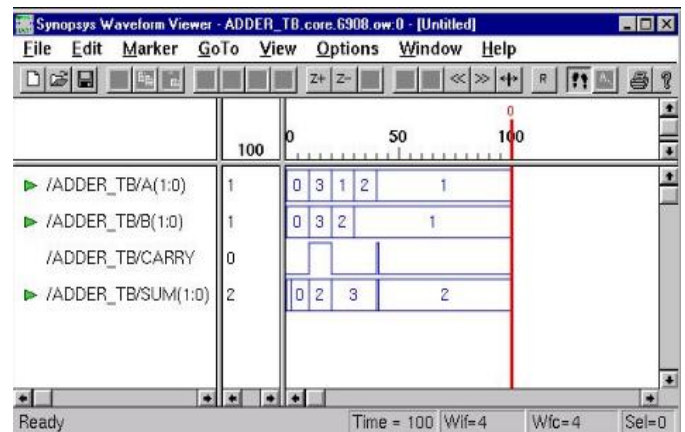 Synopsys Waveform Viewer - ADDER_TB.core.6908.ow:0 - [Untitled]
File Edit Marker GoTo View Options Window Help
Z+ Z- R
0
100 0 50 100
/ADDER_TB/A(1:0) 1 0 3 1 2 1
/ADDER_TB/B(1:0) 1 0 3 2 1
/ADDER_TB/CARRY 0
/ADDER_TB/SUM(1:0) 2 0 2 3 2
Ready Time = 100 Wif=4 Wfc=4 Sel=0